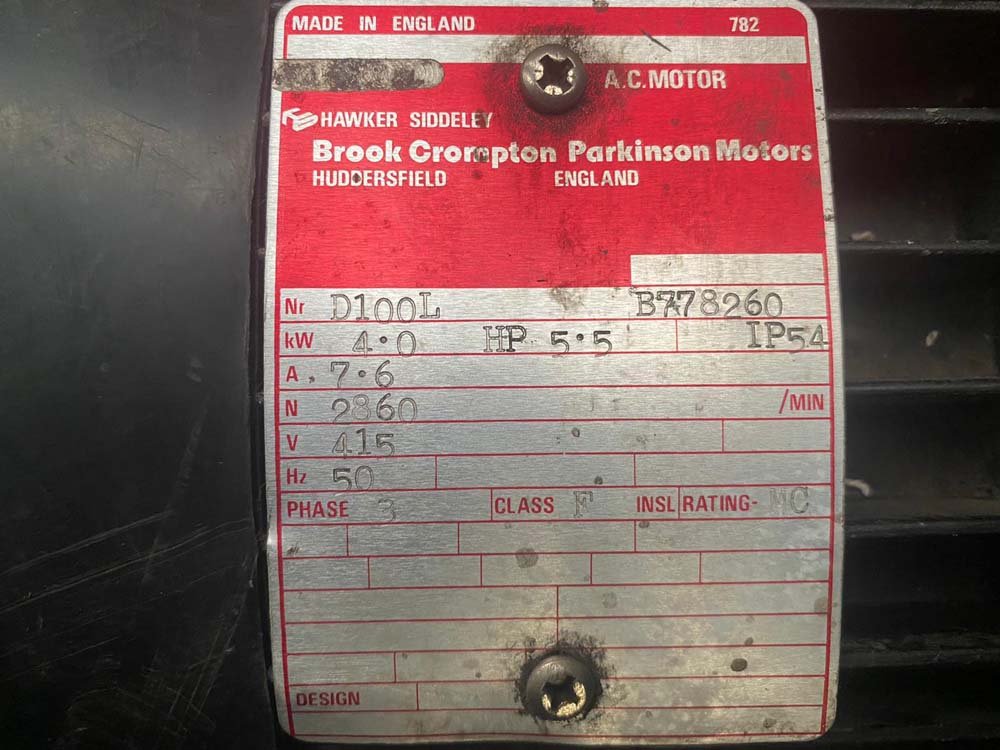 MADE IN ENGLAND 782
A.C.MOTOR
HAWKER SIDDELEY
Brook Crompton Parkinson Motors
HUDDERSFIELD ENGLAND
Nr D100L B778260
kW 4·0 HP 5·5 IP54
A 7·6
N 2860 /MIN
V 415
Hz 50
PHASE 3 CLASS F INSL RATING- MC
DESIGN